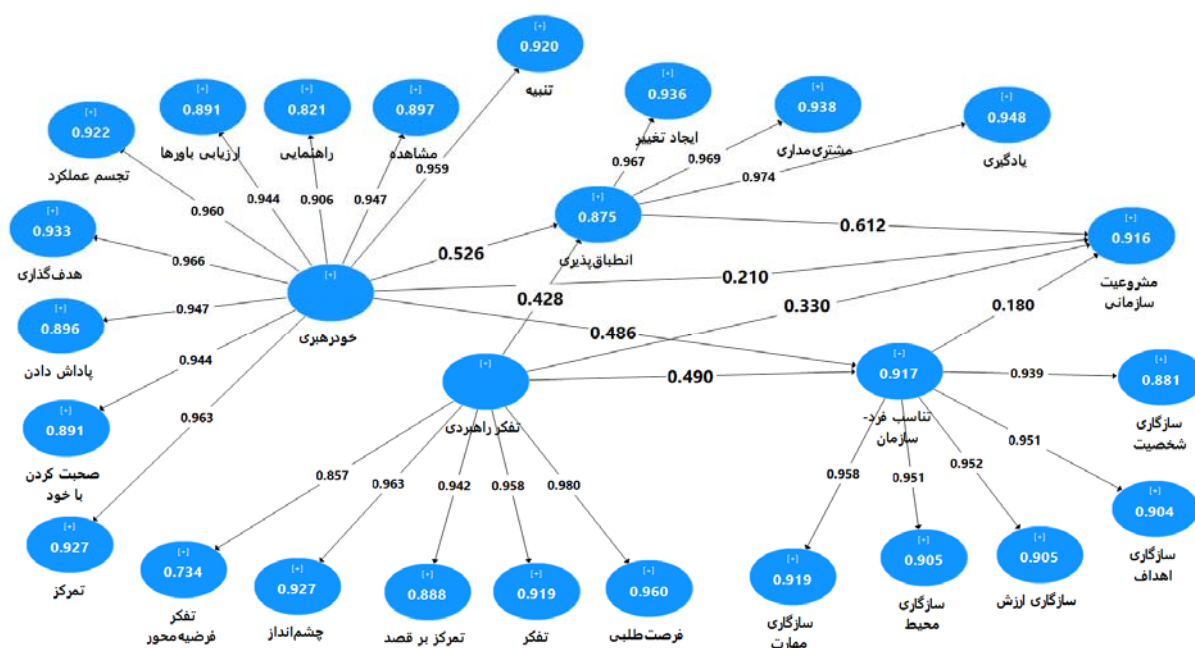 [+]
0.920
تنبیه
[+]
0.897
مشاهده
[+]
0.821
راهنمایی
[+]
0.891
ارزیابی باورها
[+]
0.922
تجسم عملکرد
[+]
0.933
هدف‌گذاری
[+]
0.896
پاداش دادن
[+]
0.891
صحبت کردن
با خود
[+]
0.927
تمرکز
0.959
0.947
0.906
0.944
0.960
0.966
0.947
0.944
0.963
[+]
خودرهبری
0.526
0.210
0.486
[+]
0.936
ایجاد تغییر
[+]
0.938
مشتری‌مداری
[+]
0.948
یادگیری
0.967
0.969
0.974
[+]
0.875
انطباق‌پذیری
0.612
[+]
0.916
مشروعیت
سازمانی
0.428
0.330
0.180
0.490
[+]
تفکر راهبردی
0.857
0.963
0.942
0.958
0.980
[+]
0.734
تفکر
فرضیه‌محور
[+]
0.927
چشم‌انداز
[+]
0.888
تمرکز بر قصد
[+]
0.919
تفکر
[+]
0.960
فرصت‌طلبی
[+]
0.917
تناسب فرد-
سازمان
0.939
0.951
0.952
0.951
0.958
[+]
0.881
سازگاری
شخصیت
[+]
0.904
سازگاری
اهداف
[+]
0.905
سازگاری ارزش
[+]
0.905
سازگاری
محیط
[+]
0.919
سازگاری
مهارت